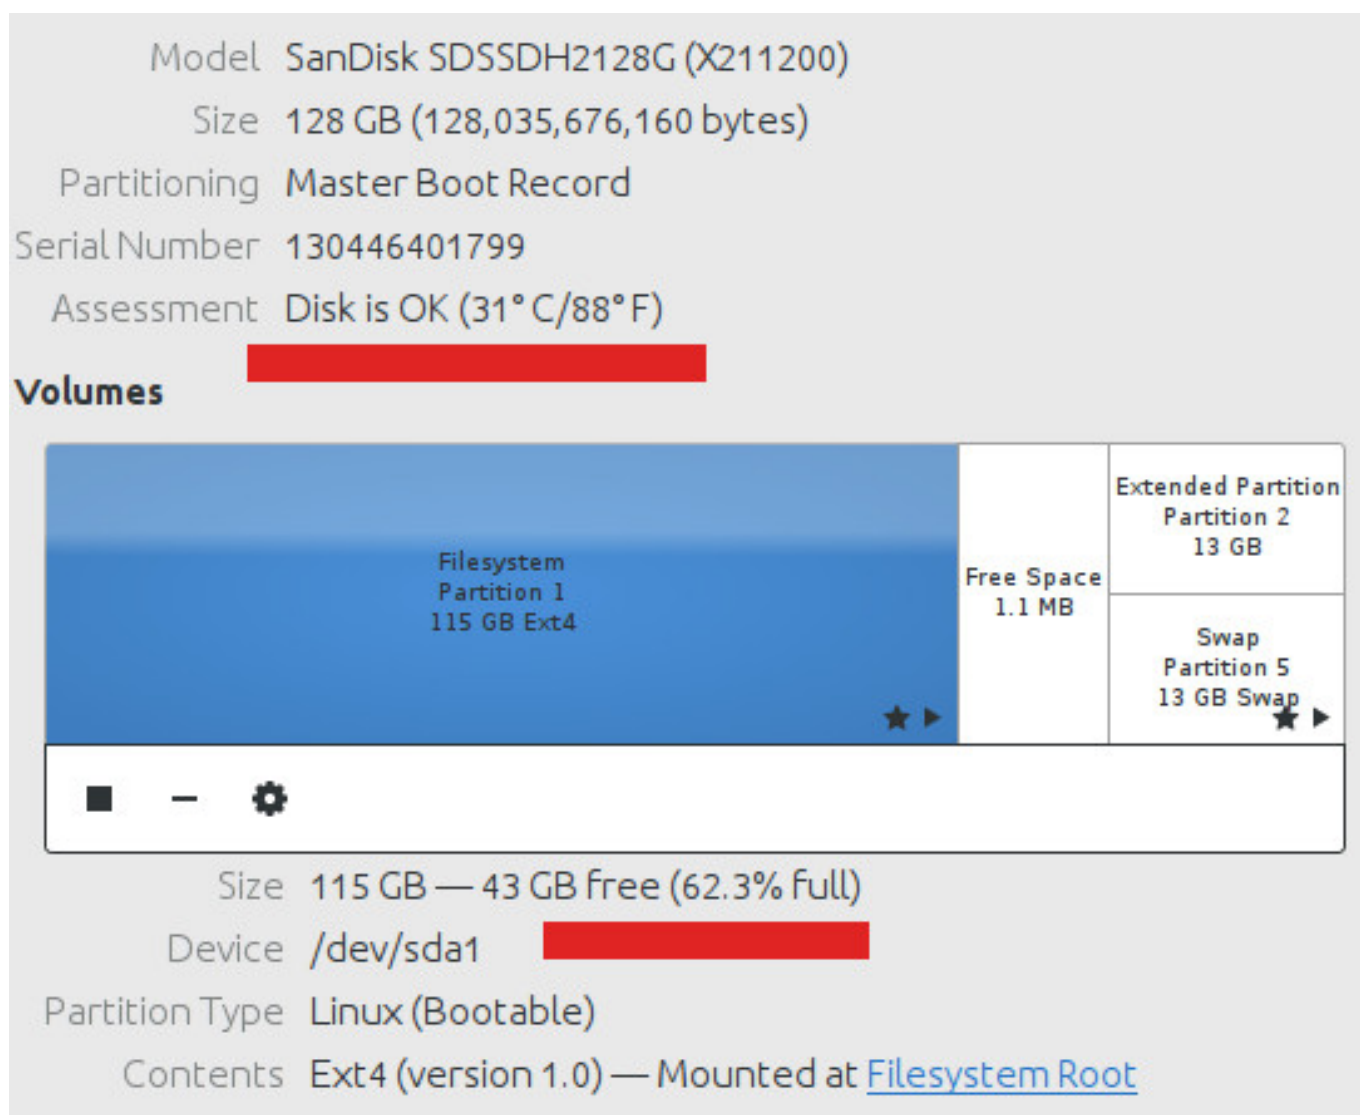 Model SanDisk SDSSDH2128G (X211200)
Size 128 GB (128,035,676,160 bytes)
Partitioning Master Boot Record
Serial Number 130446401799
Assessment Disk is OK (31° C/88° F)
Volumes
Filesystem
Partition 1
115 GB Ext4
Free Space
1.1 MB
Extended Partition
Partition 2
13 GB
Swap
Partition 5
13 GB Swap
Size 115 GB — 43 GB free (62.3% full)
Device /dev/sda1
Partition Type Linux (Bootable)
Contents Ext4 (version 1.0) — Mounted at Filesystem Root